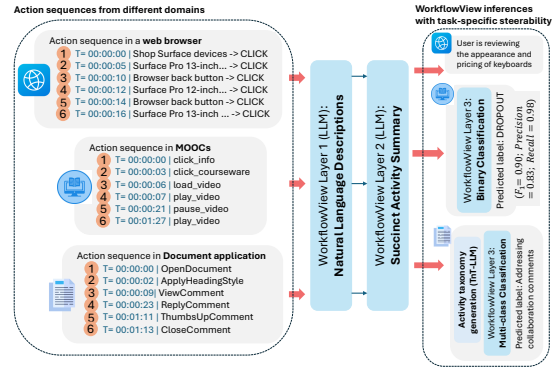 Action sequences from different domains
Action sequence in a web browser
1 T= 00:00:00 | Shop Surface devices -> CLICK
2 T= 00:00:05 | Surface Pro 13-inch... -> CLICK
3 T= 00:00:10 | Browser back button -> CLICK
4 T= 00:00:12 | Surface Pro 12-inch... -> CLICK
5 T= 00:00:14 | Browser back button -> CLICK
6 T= 00:00:16 | Surface Pro 13-inch ... -> CLICK
Action sequence in MOOCs
1 T= 00:00:00 | click_info
2 T= 00:00:03 | click_courseware
3 T= 00:00:06 | load_video
4 T= 00:00:07 | play_video
5 T= 00:00:21 | pause_video
6 T= 00:01:27 | play_video
Action sequence in Document application
1 T= 00:00:00 | OpenDocument
2 T= 00:00:02 | ApplyHeadingStyle
3 T= 00:00:09 | ViewComment
4 T= 00:00:23 | ReplyComment
5 T= 00:01:11 | ThumbsUpComment
6 T= 00:01:13 | CloseComment
WorkflowView Layer 1 (LLM):
Natural Language Descriptions
WorkflowView Layer 2 (LLM):
Succinct Activity Summary
WorkflowView inferences
with task-specific steerability
User is reviewing
the appearance and
pricing of keyboards
WorkflowView Layer 3:
Binary Classification
Predicted label: DROPOUT
(F₁= 0.90; Precision
= 0.83; Recall = 0.98)
Activity taxonomy
generation (TnT-LLM)
WorkflowView Layer 3:
Multi-class Classification
Predicted label: Addressing
collaboration comments